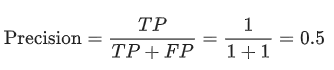 Precision = TP / (TP + FP) = 1 / (1 + 1) = 0.5